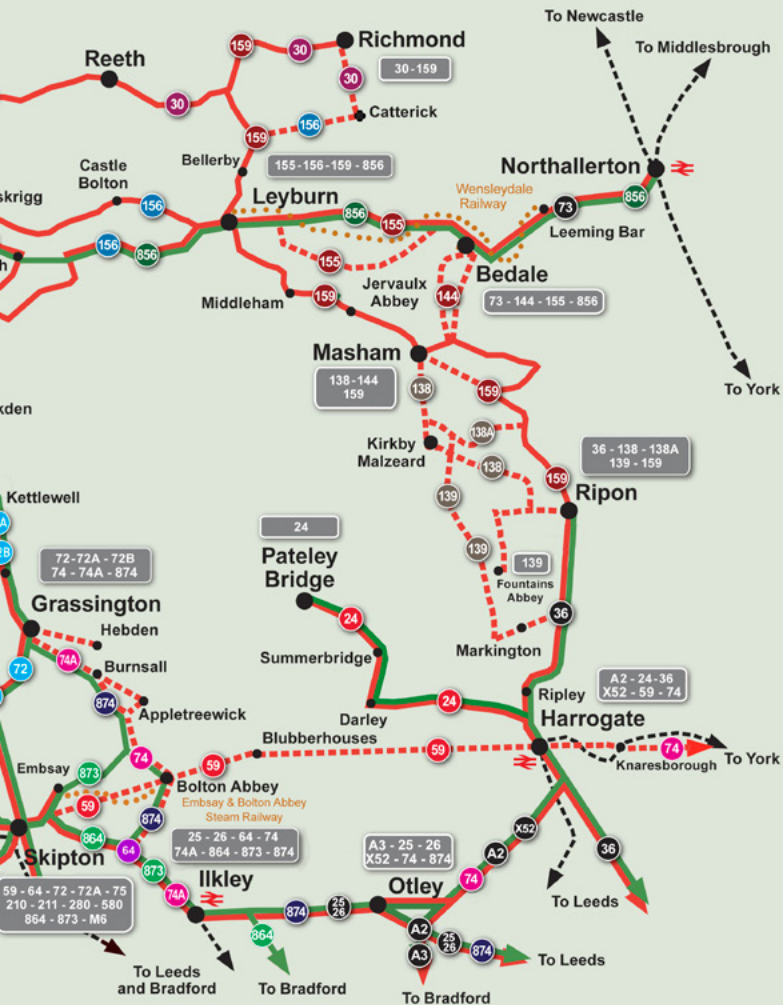 To Newcastle
To Middlesbrough
159
30
Richmond
30-159
Reeth
30
30
Catterick
156
159
Bellerby
155-156-159 - 856
Northallerton
Castle
Bolton
skrigg
156
Leyburn
Wensleydale
Railway
856
73
856
155
Leeming Bar
156
856
h
155
Jervaulx
Abbey
Bedale
Middleham
159
144
73 - 144 - 155 - 856
Masham
138-144
159
138
159
To York
kden
138A
Kirkby
Malzeard
138
36 - 138 - 138A
139 - 159
139
159
Ripon
Kettlewell
A
2B
24
Pateley
Bridge
139
139
Fountains
Abbey
72-72A - 72B
74 - 74A - 874
Grassington
Hebden
24
36
Markington
74A
Burnsall
72
Summerbridge
874
Appletreewick
24
Darley
Ripley
A2 - 24-36
X52 - 59 - 74
Harrogate
Blubberhouses
59
74
To York
Knaresborough
74
Embsay
873
59
Bolton Abbey
Embsay & Bolton Abbey
Steam Railway
59
874
864
64
25 - 26 - 64 - 74
74A - 864 - 873 - 874
Skipton
A3 - 25 - 26
X52 - 74 - 874
X52
A2
36
873
74A
74
59 - 64 - 72 - 72A - 75
210 - 211 - 280 - 580
864 - 873 - M6
Ilkley
Otley
To Leeds
874
25
26
864
A2
25
26
874
A3
To Leeds
To Leeds
and Bradford
To Bradford
To Bradford